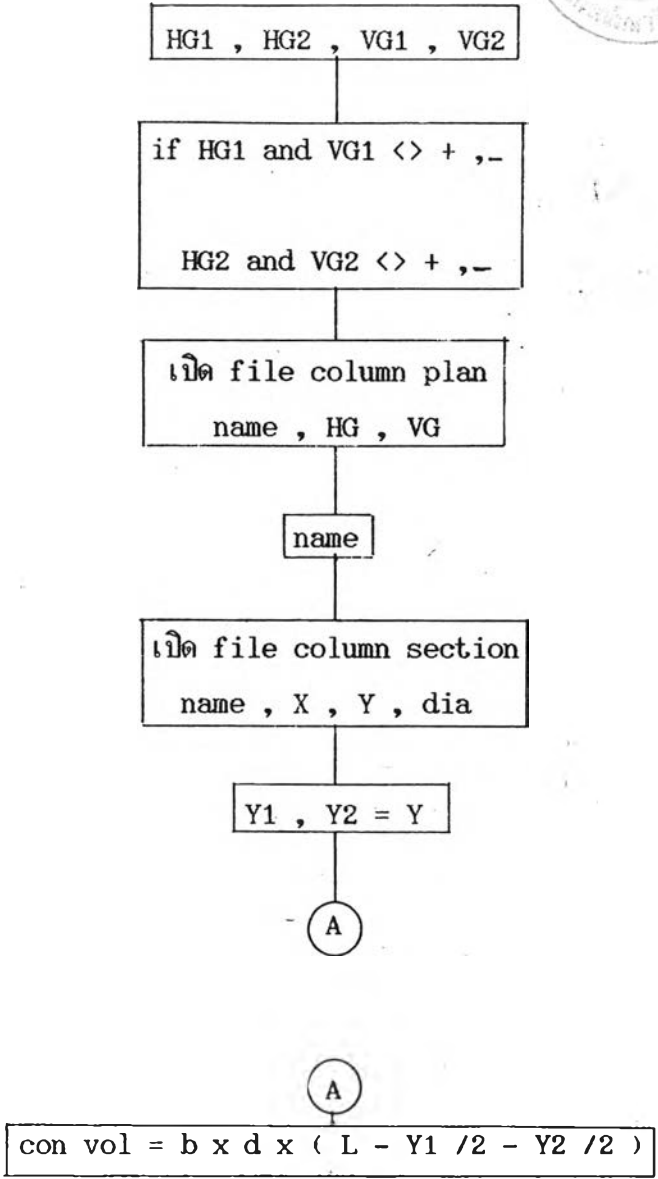 HG1 , HG2 , VG1 , VG2
if HG1 and VG1 <> + ,-
HG2 and VG2 <> + ,-
เปิด file column plan
name , HG , VG
name
เปิด file column section
name , X , Y , dia
Y1 , Y2 = Y
A
A
con vol = b x d x ( L - Y1 /2 - Y2 /2 )